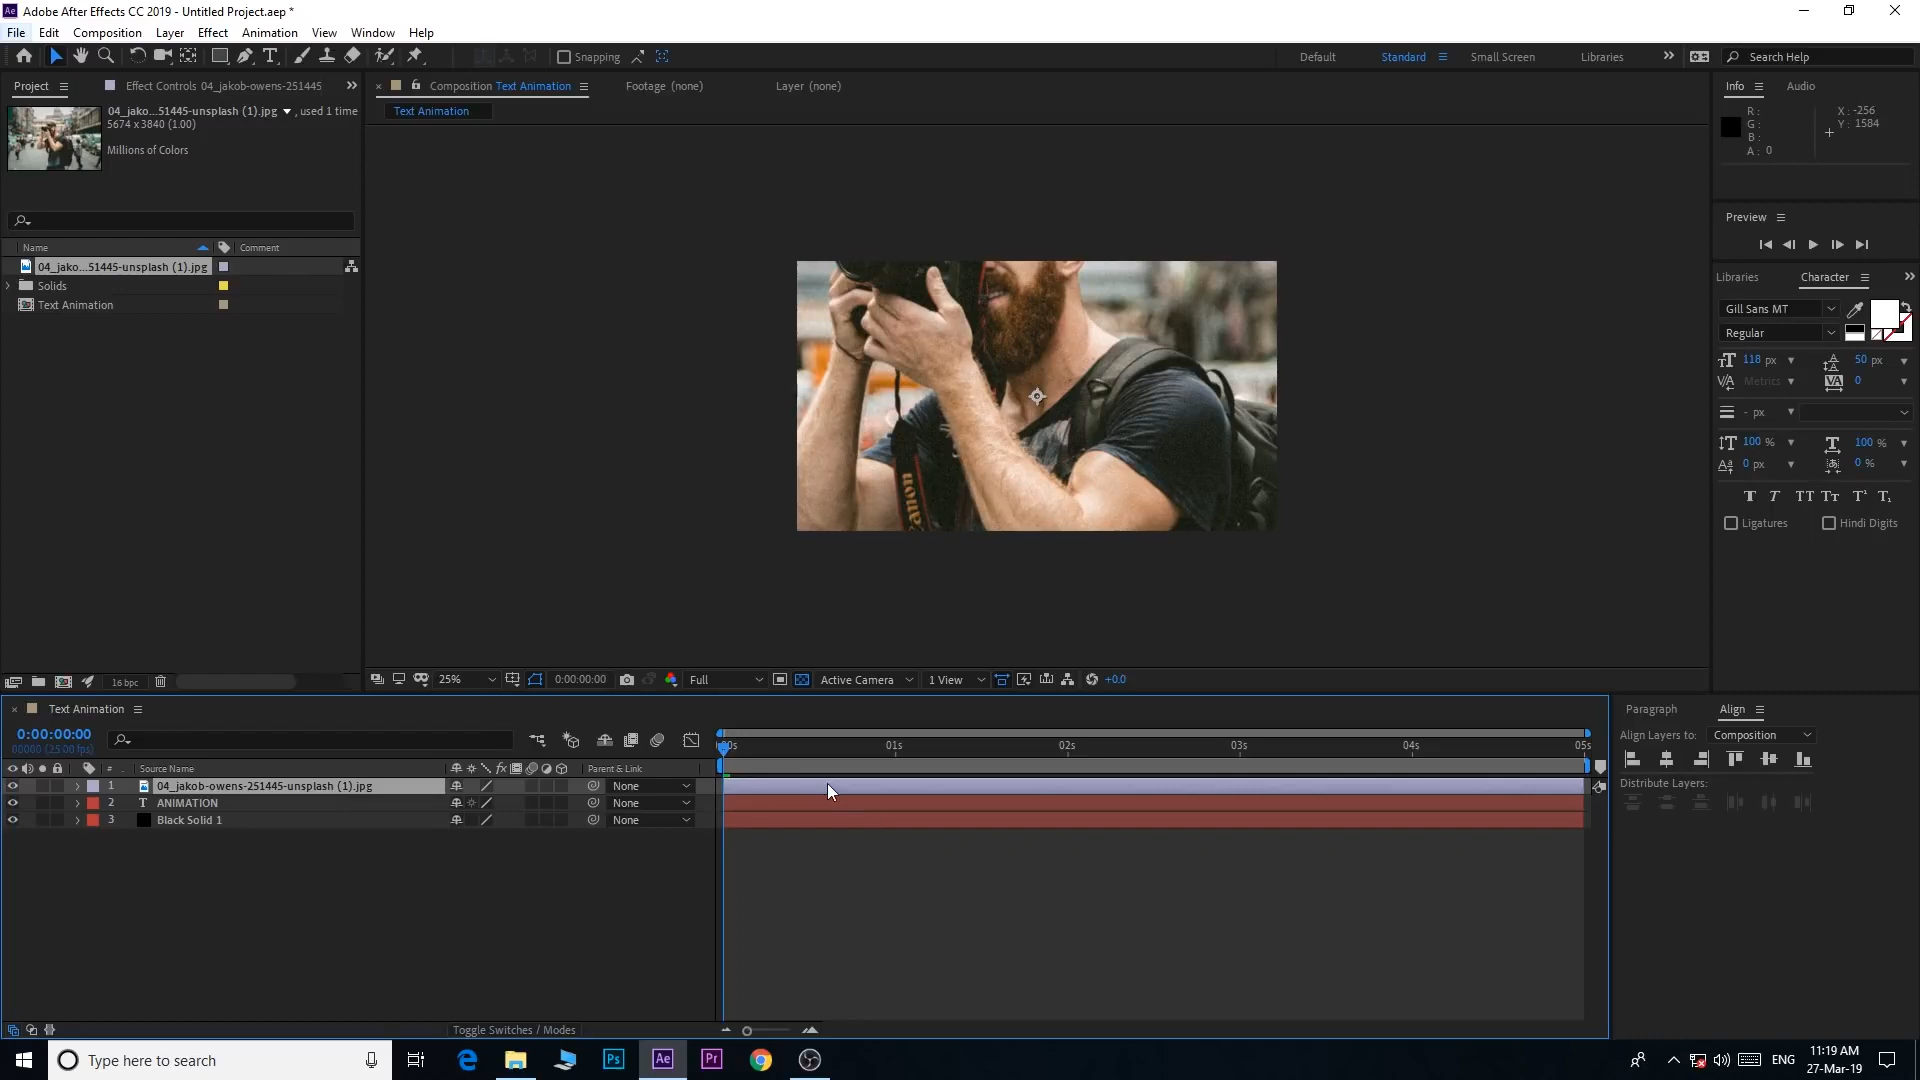 Adobe After Effects CC 2019 - Untitled Project.aep *
File Edit Composition Layer Effect Animation View Window Help
Snapping
Default Standard Small Screen Libraries Search Help
Project Effect Controls 04_jakob-owens-251445
Composition Text Animation Footage (none) Layer (none)
Info Audio
04_jako...51445-unsplash (1).jpg , used 1 time
5674 x 3840 (1.00)
Millions of Colors
Text Animation
R :
G :
B :
A : 0
X : -256
Y : 1584
Preview
Name Comment
04_jako...51445-unsplash (1).jpg
Solids
Text Animation
Libraries Character
Gill Sans MT
Regular
118 px 50 px
Metrics 0
- px
100 % 100 %
0 px 0 %
T T TT Tт T¹ T₁
Ligatures Hindi Digits
Canon
16 bpc
25% 0:00:00:00 Full Active Camera 1 View +0.0
Text Animation
0:00:00:00
00000 (25.00 fps)
:00s 01s 02s 03s 04s 05s
# Source Name fx Parent & Link
1 04_jakob-owens-251445-unsplash (1).jpg None
2 T ANIMATION None
3 Black Solid 1 None
Toggle Switches / Modes
Paragraph Align
Align Layers to: Composition
Distribute Layers:
Type here to search
Ps Ae Pr
ENG
11:19 AM
27-Mar-19